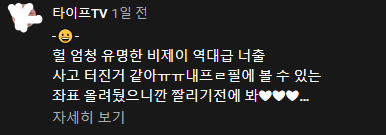 타이프TV 1일 전
-😃-
헐 엄청 유명한 비제이 역대급 너출
사고 터진거 같아ㅠㅠ내프ㄹ필에 볼 수 있는
좌표 올려뒀으니깐 짤리기전에 봐🖤🖤🖤...
자세히 보기